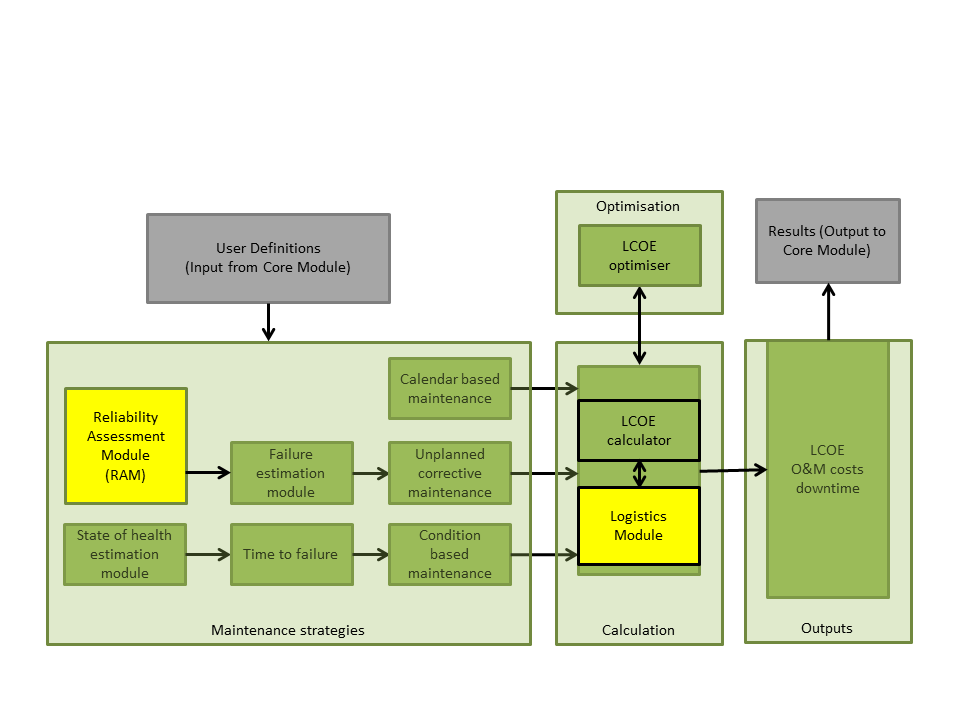 Optimisation
LCOE
optimiser
Results (Output to
Core Module)
User Definitions
(Input from Core Module)
Calendar based
maintenance
Reliability
Assessment
Module
(RAM)
Failure
estimation
module
Unplanned
corrective
maintenance
State of health
estimation
module
Time to failure
Condition
based
maintenance
Maintenance strategies
LCOE
calculator
Logistics
Module
Calculation
LCOE
O&M costs
downtime
Outputs